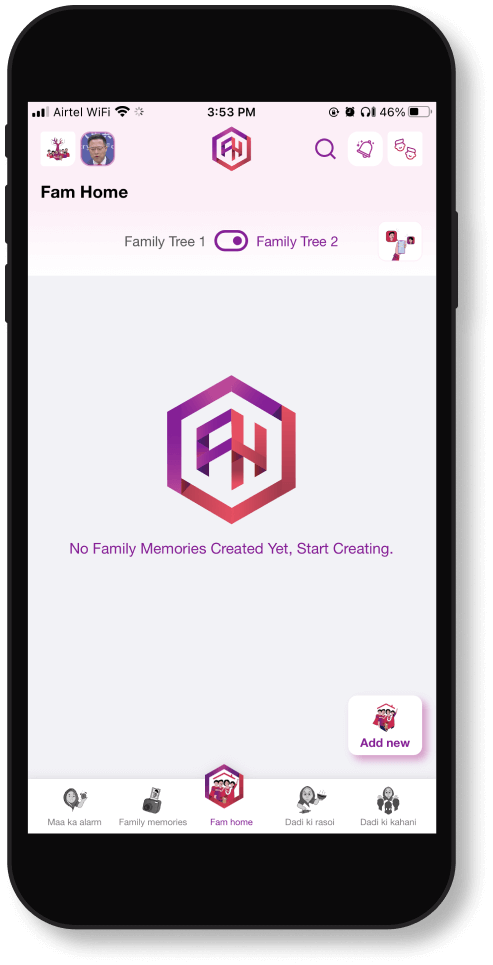 Airtel WiFi 3:53 PM 46%
FH
Fam Home
Family Tree 1 Family Tree 2
FH
No Family Memories Created Yet, Start Creating.
Add new
Maa ka alarm Family memories Fam home Dadi ki rasoi Dadi ki kahani